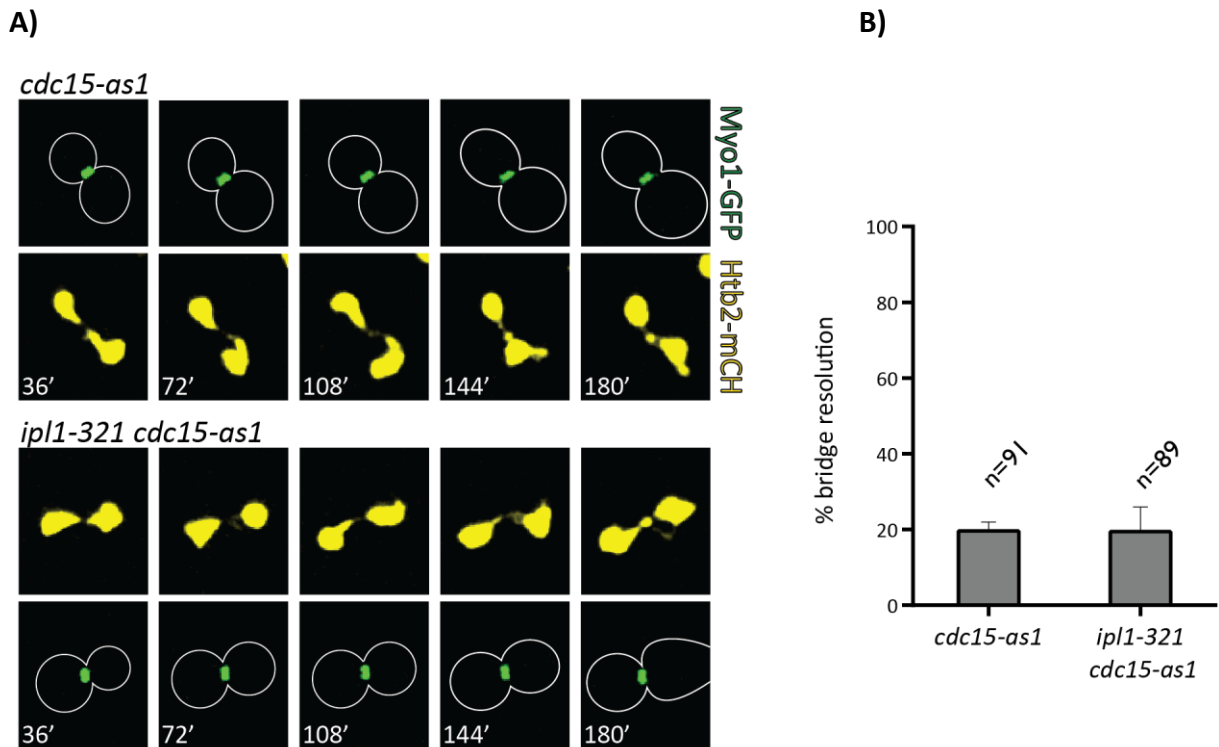 A)
B)
cdc15-as1
Myo1-GFP
Htb2-mCH
36’
72’
108’
144’
180’
ipl1-321 cdc15-as1
36’
72’
108’
144’
180’
% bridge resolution
100
80
60
40
20
0
n=91
n=89
cdc15-as1
ipl1-321
cdc15-as1